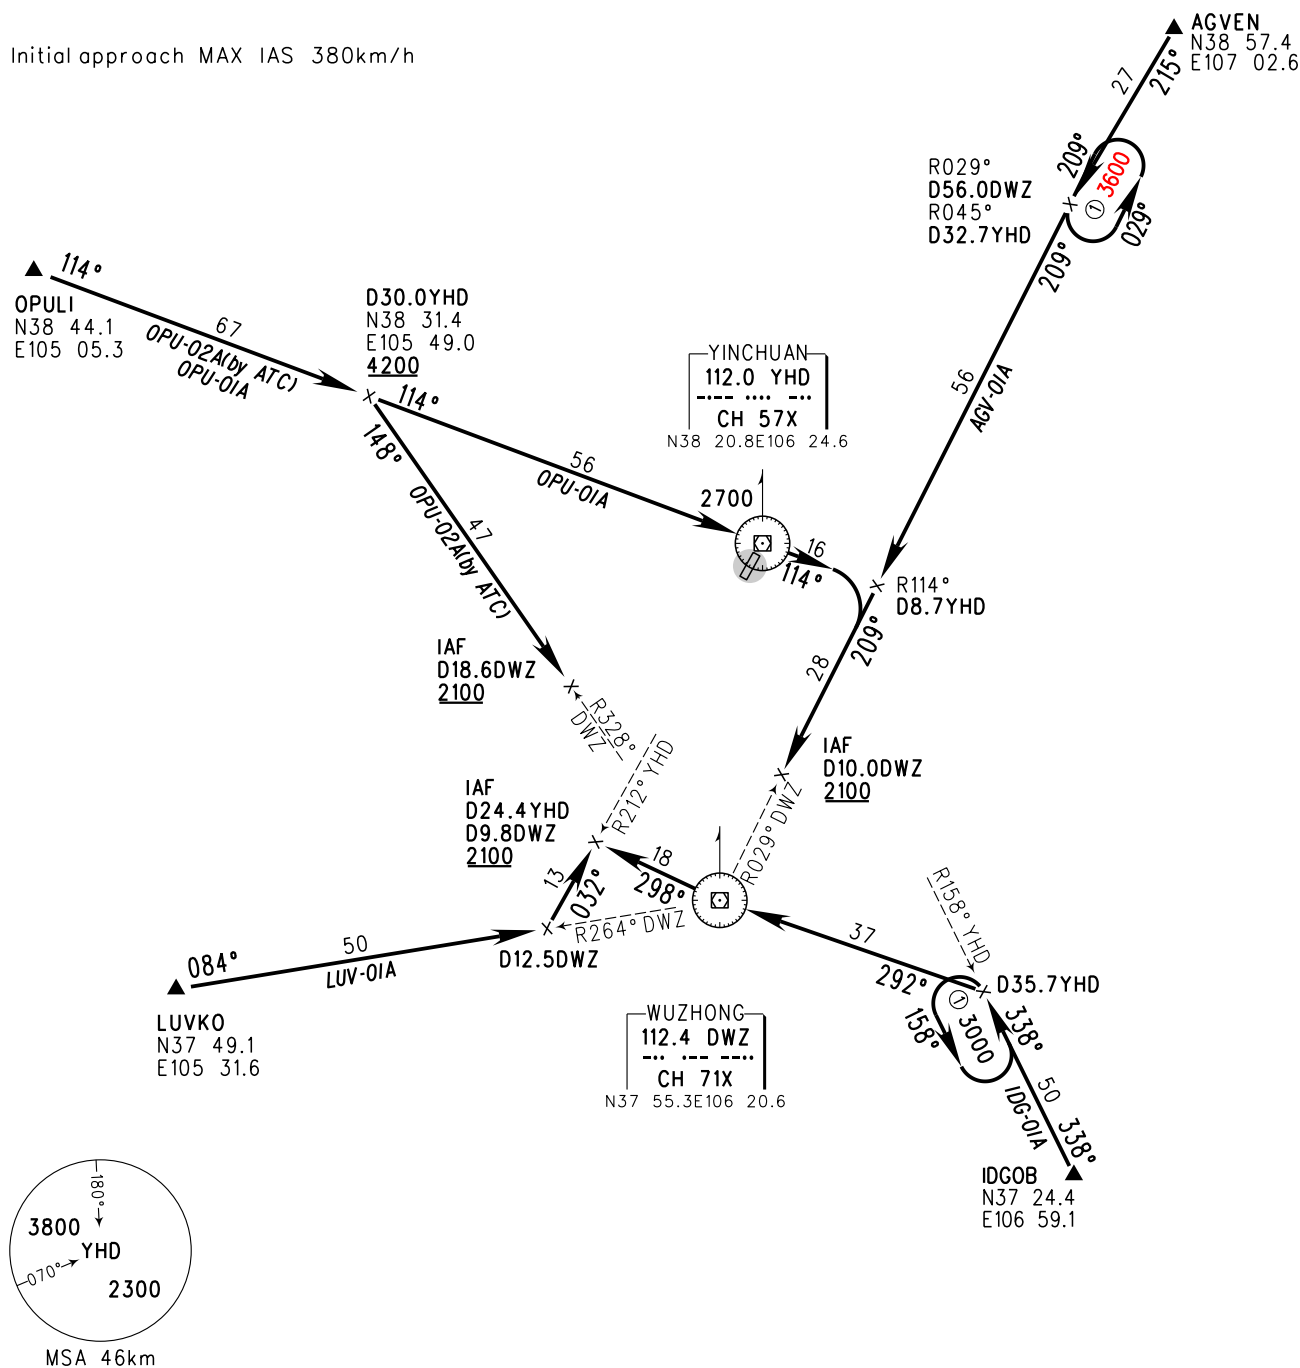 Initial approach MAX IAS 380km/h
AGVEN
N38 57.4
E107 02.6
27
215°
209°
3600
①
029°
R029°
D56.0DWZ
R045°
D32.7YHD
209°
56
AGV-01A
114°
OPULI
N38 44.1
E105 05.3
67
OPU-02A(by ATC)
OPU-01A
D30.0YHD
N38 31.4
E105 49.0
4200
114°
148°
56
OPU-01A
47
OPU-02A(by ATC)
YINCHUAN
112.0 YHD
-.-- .... -..
CH 57X
N38 20.8E106 24.6
2700
16
114°
R114°
D8.7YHD
209°
28
IAF
D18.6DWZ
2100
R328°
DWZ
IAF
D10.0DWZ
2100
R029° DWZ
R212° YHD
IAF
D24.4YHD
D9.8DWZ
2100
18
298°
13
032°
R264° DWZ
D12.5DWZ
50
084°
LUV-01A
LUVKO
N37 49.1
E105 31.6
WUZHONG
112.4 DWZ
-.. .-- --..
CH 71X
N37 55.3E106 20.6
R158° YHD
37
292°
D35.7YHD
①
3000
158°
338°
50
IDG-01A
338°
IDGOB
N37 24.4
E106 59.1
180°
3800
YHD
070°
2300
MSA 46km